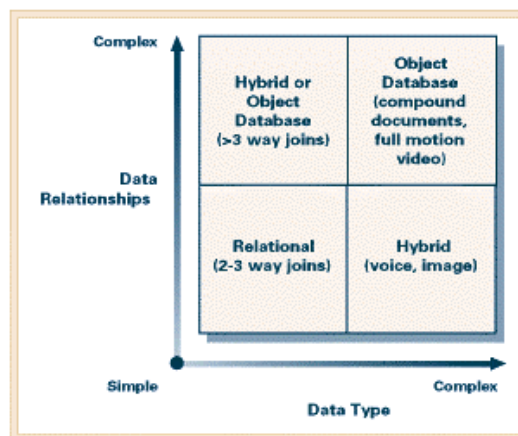 Complex
Hybrid or
Object
Database
(>3 way joins)
Object
Database
(compound
documents,
full motion
video)
Data
Relationships
Relational
(2-3 way joins)
Hybrid
(voice, image)
Simple
Complex
Data Type